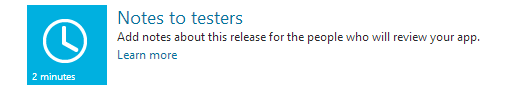 Notes to testers
Add notes about this release for the people who will review your app.
Learn more
2 minutes